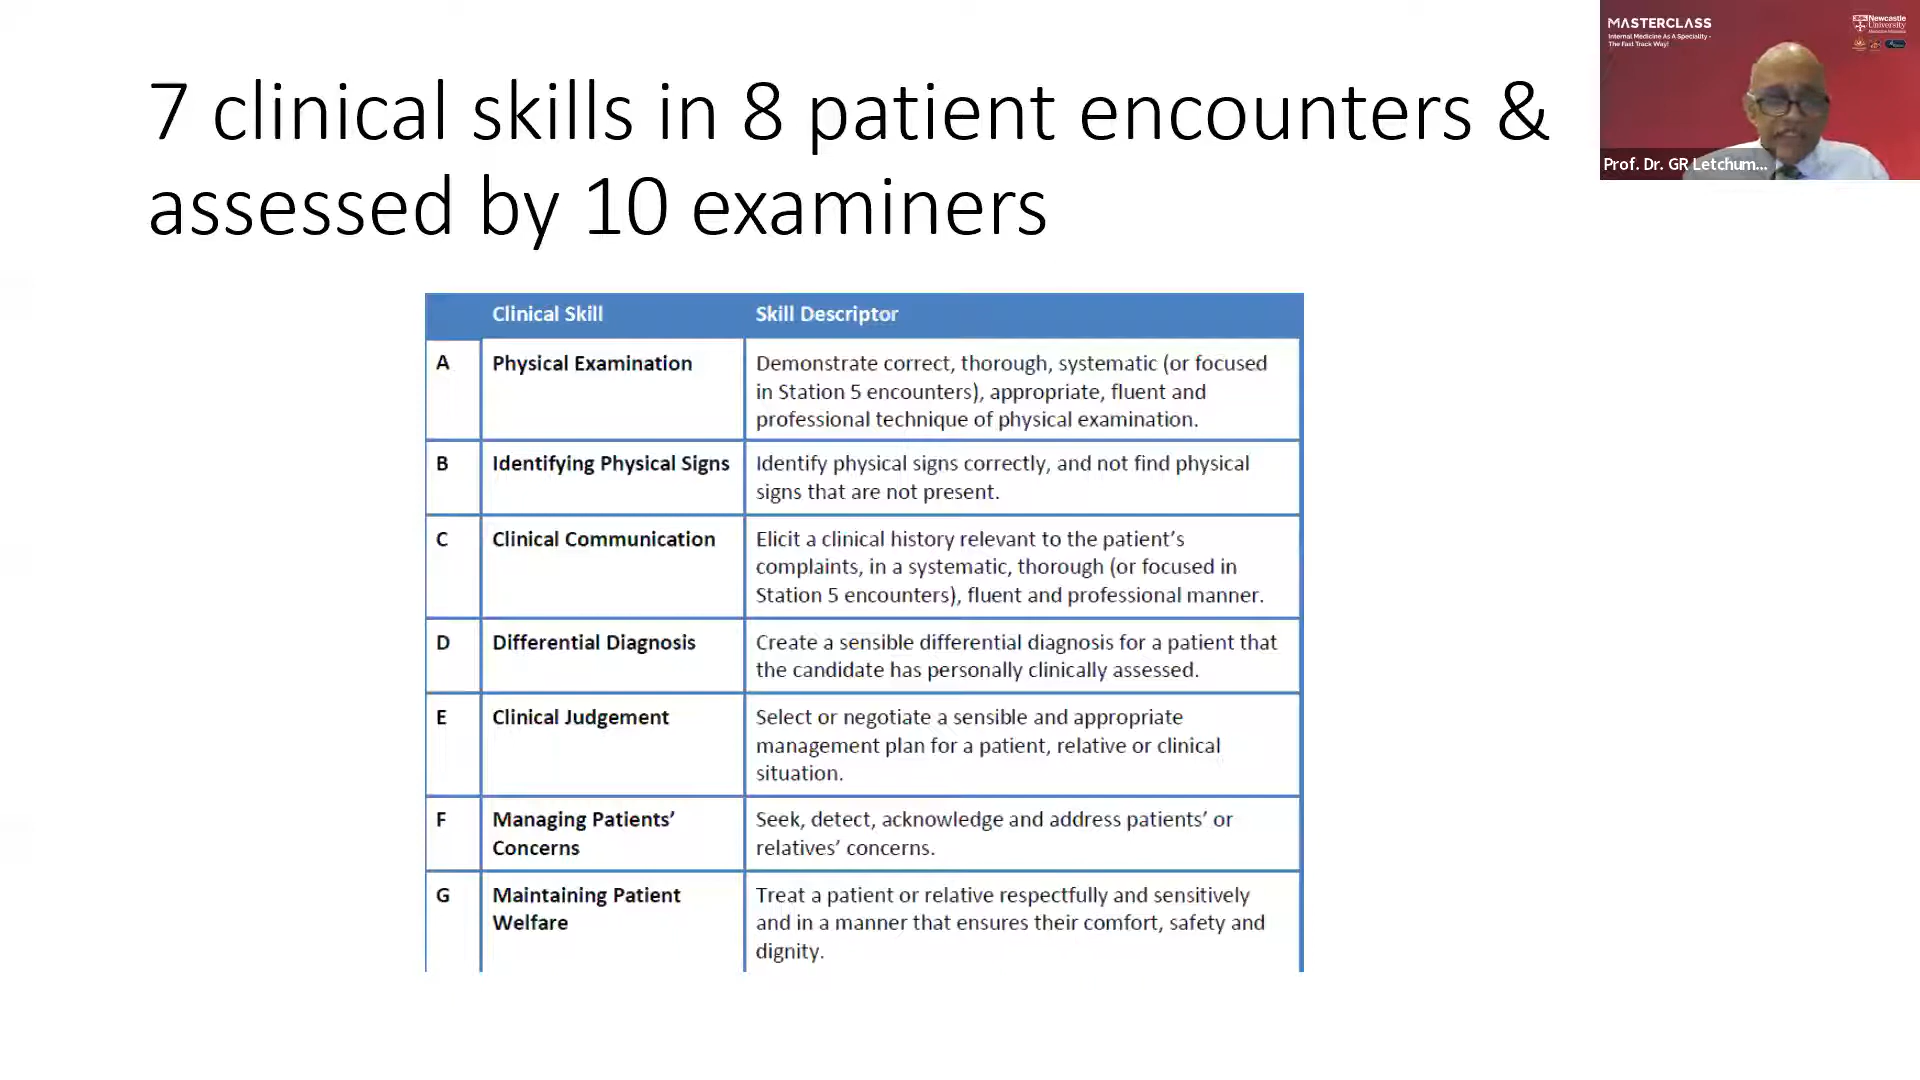 7 clinical skills in 8 patient encounters &
assessed by 10 examiners
MASTERCLASS
Internal Medicine As A Speciality -
The Fast Track Way!
Newcastle
University
Prof. Dr. GR Letchum...
Clinical Skill
Skill Descriptor
A
Physical Examination
Demonstrate correct, thorough, systematic (or focused
in Station 5 encounters), appropriate, fluent and
professional technique of physical examination.
B
Identifying Physical Signs
Identify physical signs correctly, and not find physical
signs that are not present.
C
Clinical Communication
Elicit a clinical history relevant to the patient's
complaints, in a systematic, thorough (or focused in
Station 5 encounters), fluent and professional manner.
D
Differential Diagnosis
Create a sensible differential diagnosis for a patient that
the candidate has personally clinically assessed.
E
Clinical Judgement
Select or negotiate a sensible and appropriate
management plan for a patient, relative or clinical
situation.
F
Managing Patients'
Concerns
Seek, detect, acknowledge and address patients' or
relatives' concerns.
G
Maintaining Patient
Welfare
Treat a patient or relative respectfully and sensitively
and in a manner that ensures their comfort, safety and
dignity.